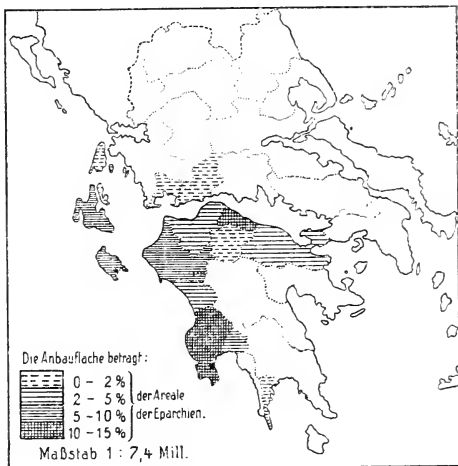 Die Anbaufläche beträgt:
0 – 2%
2 – 5% der Areale
5 – 10% der Eparchien.
10 – 15%
Maßstab 1 : 7,4 Mill.